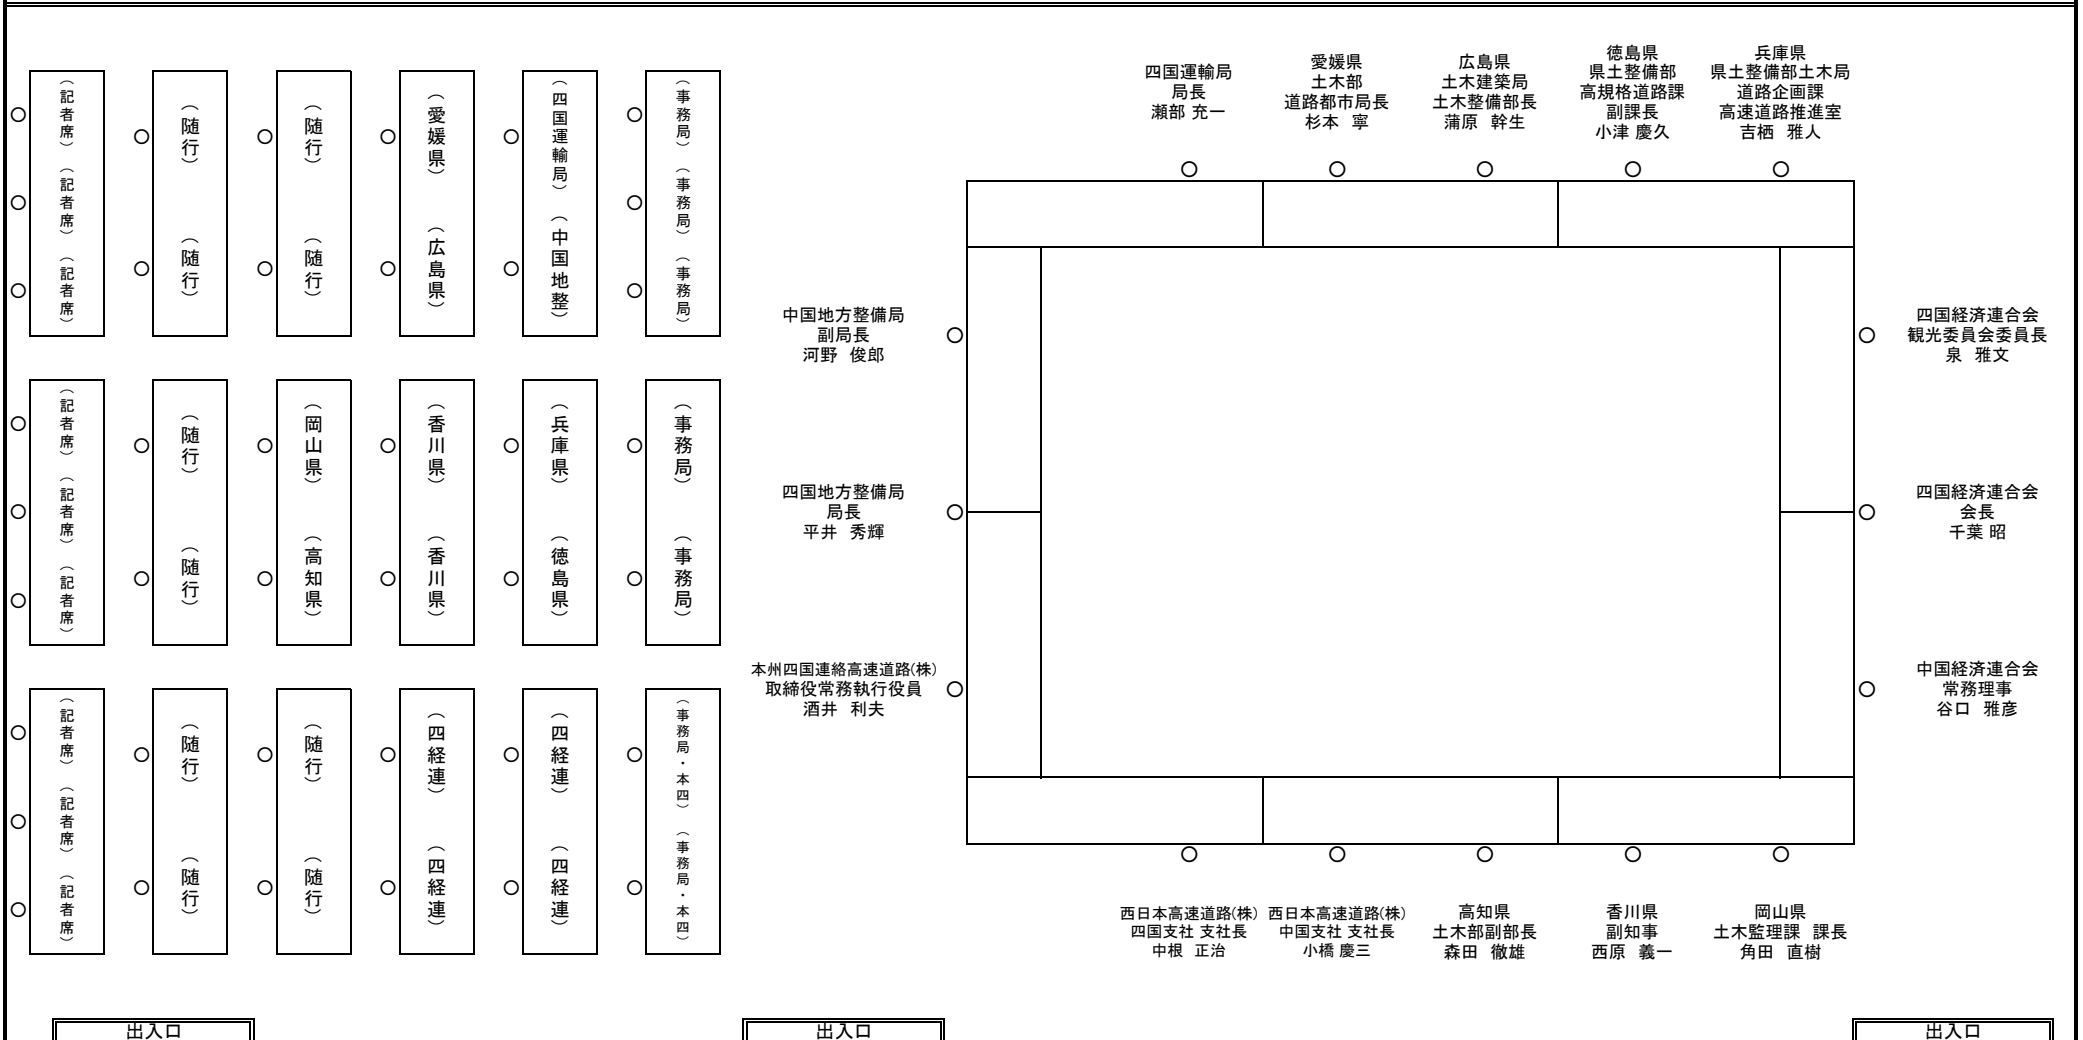 （記者席）（記者席）（記者席）
（随行）（随行）
（随行）（随行）
（愛媛県）（広島県）
（四国運輸局）（中国地整）
（事務局）（事務局）（事務局）
（記者席）（記者席）（記者席）
（随行）（随行）
（岡山県）（高知県）
（香川県）（香川県）
（兵庫県）（徳島県）
（事務局）（事務局）
（記者席）（記者席）（記者席）
（随行）（随行）
（随行）（随行）
（四経連）（四経連）
（四経連）（四経連）
（事務局・本四）（事務局・本四）
四国運輸局
局長
瀬部 充一
愛媛県
土木部
道路都市局長
杉本 寧
広島県
土木建築局
土木整備部長
蒲原 幹生
徳島県
県土整備部
高規格道路課
副課長
小津 慶久
兵庫県
県土整備部土木局
道路企画課
高速道路推進室
吉栖 雅人
中国地方整備局
副局長
河野 俊郎
四国地方整備局
局長
平井 秀輝
本州四国連絡高速道路(株)
取締役常務執行役員
酒井 利夫
四国経済連合会
観光委員会委員長
泉 雅文
四国経済連合会
会長
千葉 昭
中国経済連合会
常務理事
谷口 雅彦
西日本高速道路(株)
四国支社 支社長
中根 正治
西日本高速道路(株)
中国支社 支社長
小橋 慶三
高知県
土木部副部長
森田 徹雄
香川県
副知事
西原 義一
岡山県
土木監理課 課長
角田 直樹
出入口
出入口
出入口